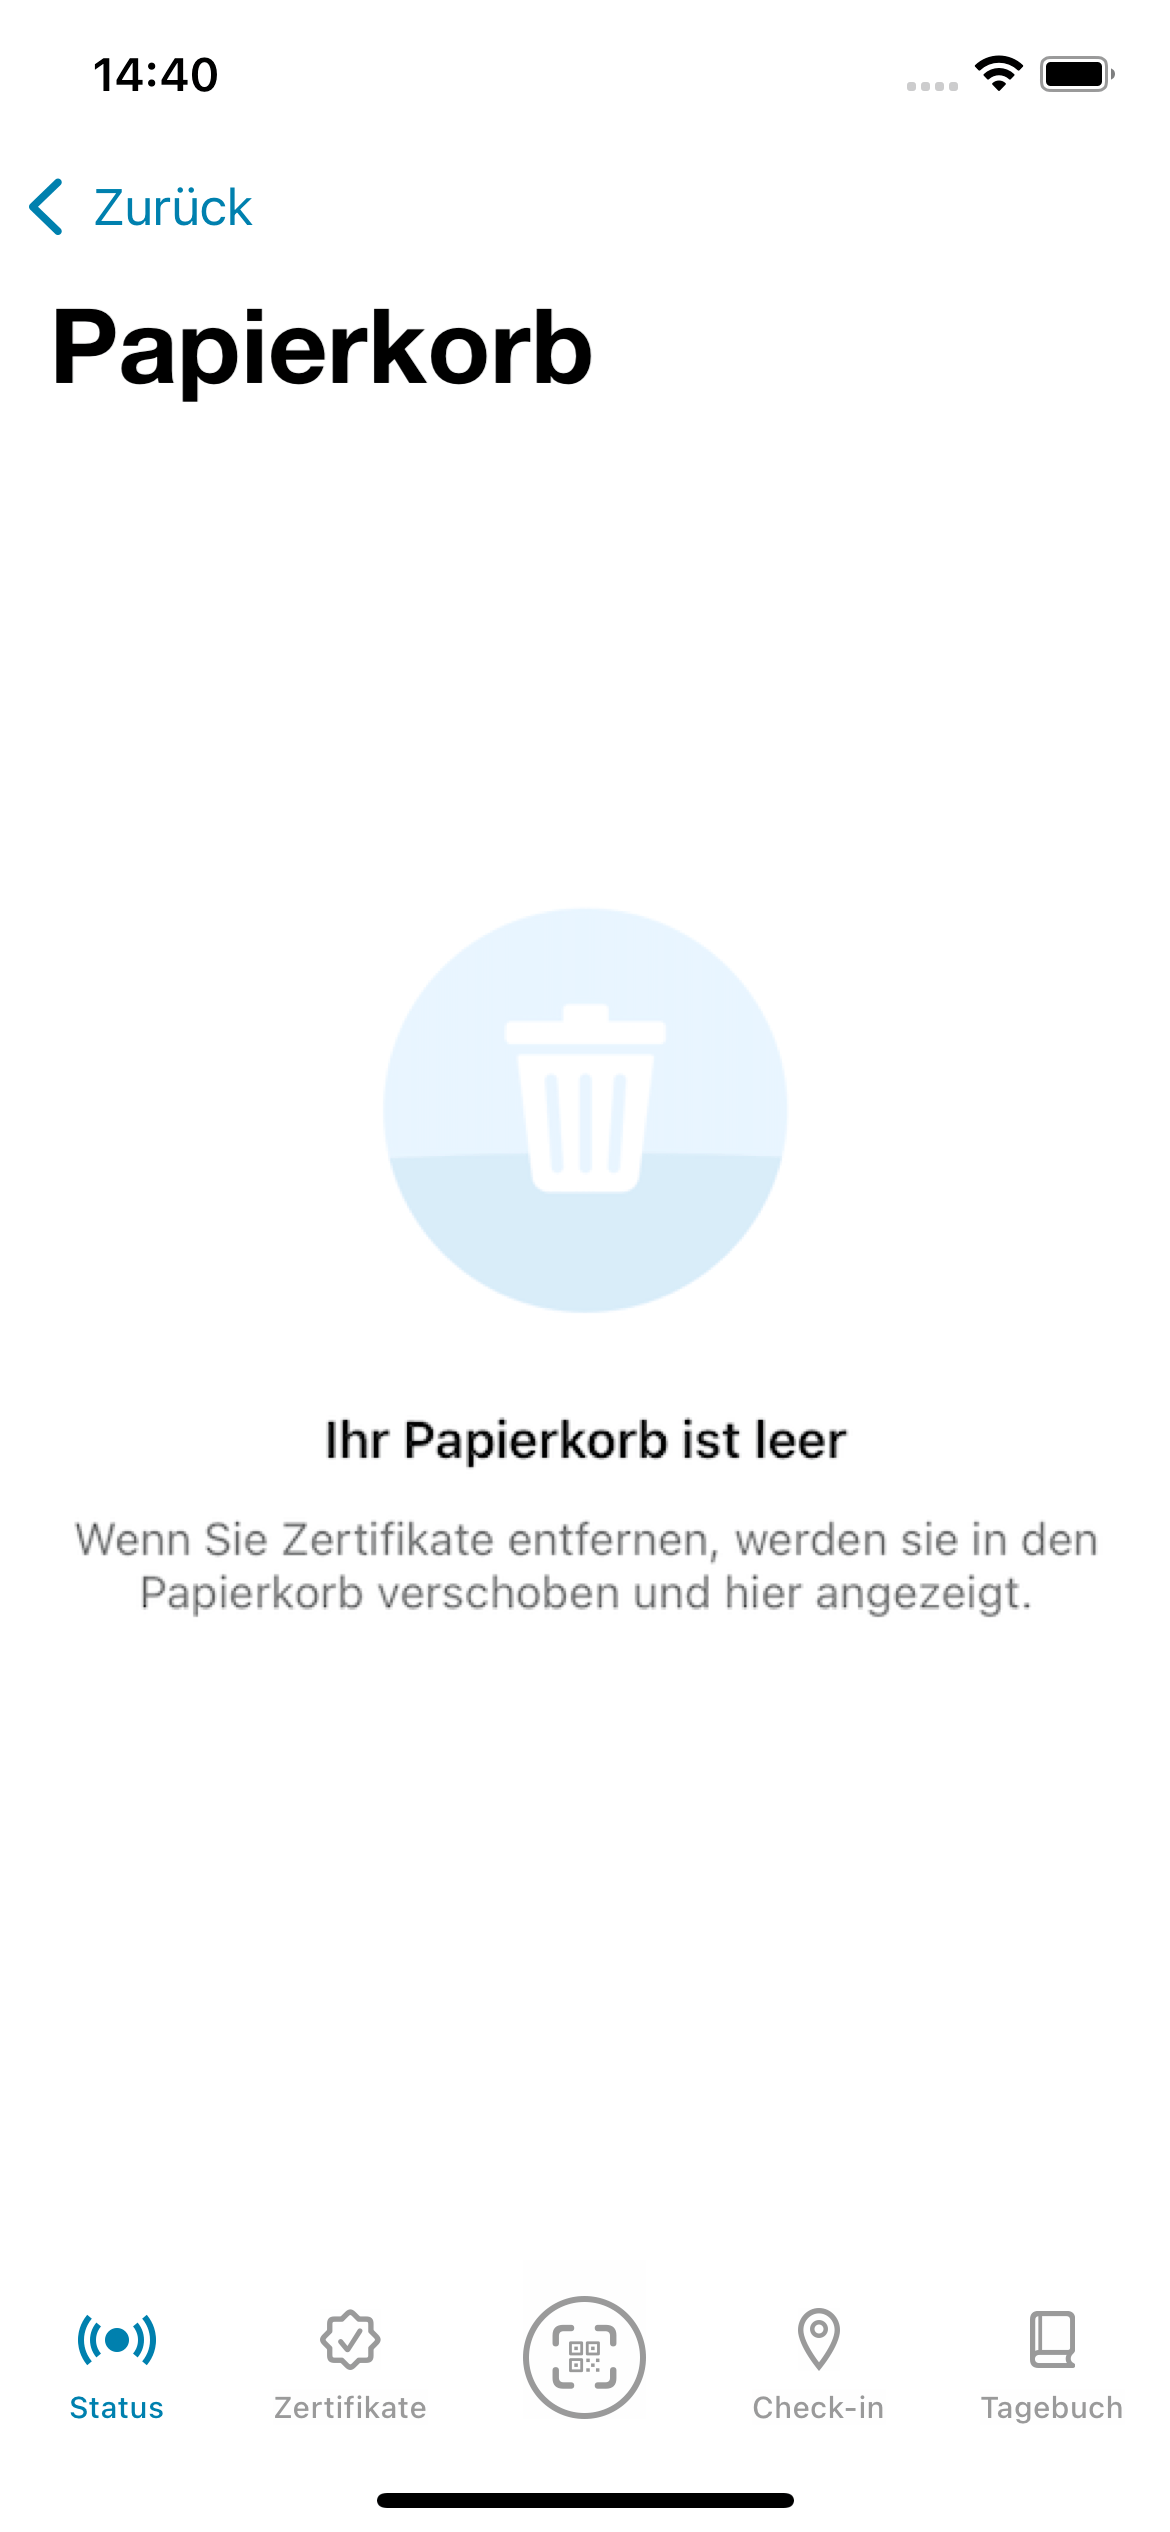 14:40
Zurück
Papierkorb
Ihr Papierkorb ist leer
Wenn Sie Zertifikate entfernen, werden sie in den
Papierkorb verschoben und hier angezeigt.
Status
Zertifikate
Check-in
Tagebuch